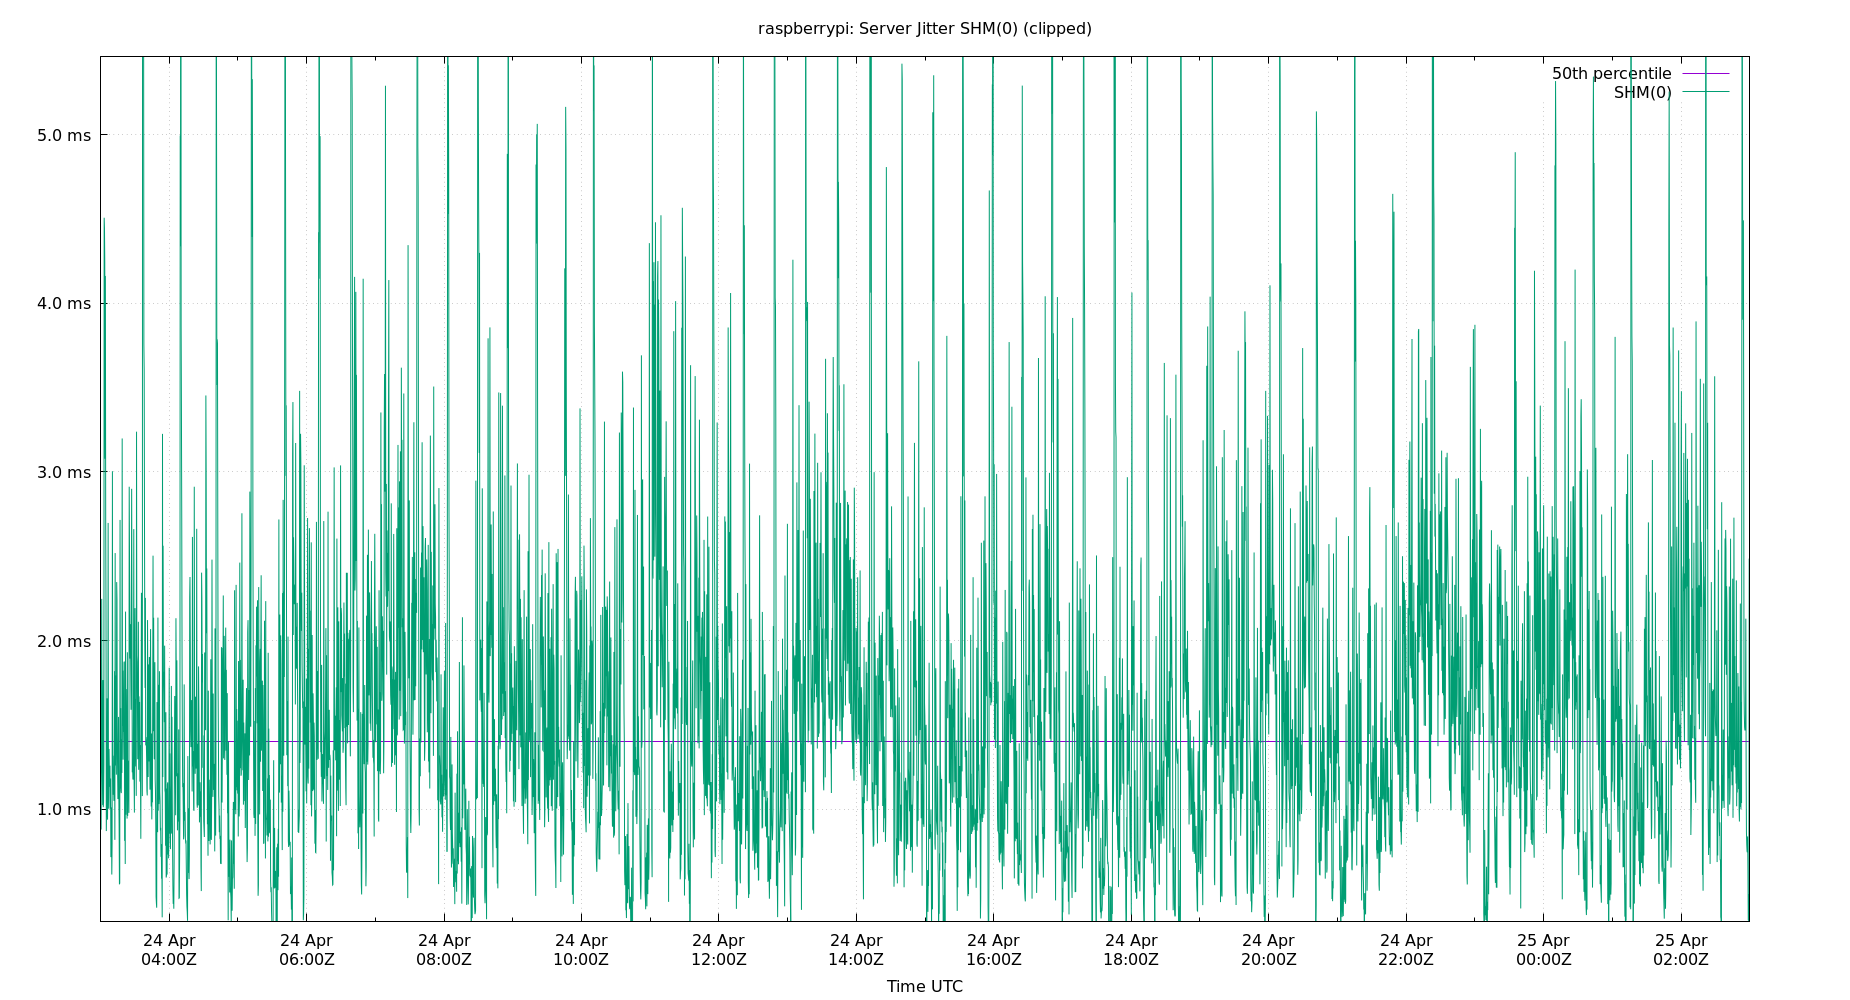 raspberrypi: Server Jitter SHM(0) (clipped)
50th percentile
SHM(0)
5.0 ms
4.0 ms
3.0 ms
2.0 ms
1.0 ms
24 Apr 24 Apr 24 Apr 24 Apr 24 Apr 24 Apr 24 Apr 24 Apr 24 Apr 24 Apr 25 Apr 25 Apr
04:00Z 06:00Z 08:00Z 10:00Z 12:00Z 14:00Z 16:00Z 18:00Z 20:00Z 22:00Z 00:00Z 02:00Z
Time UTC